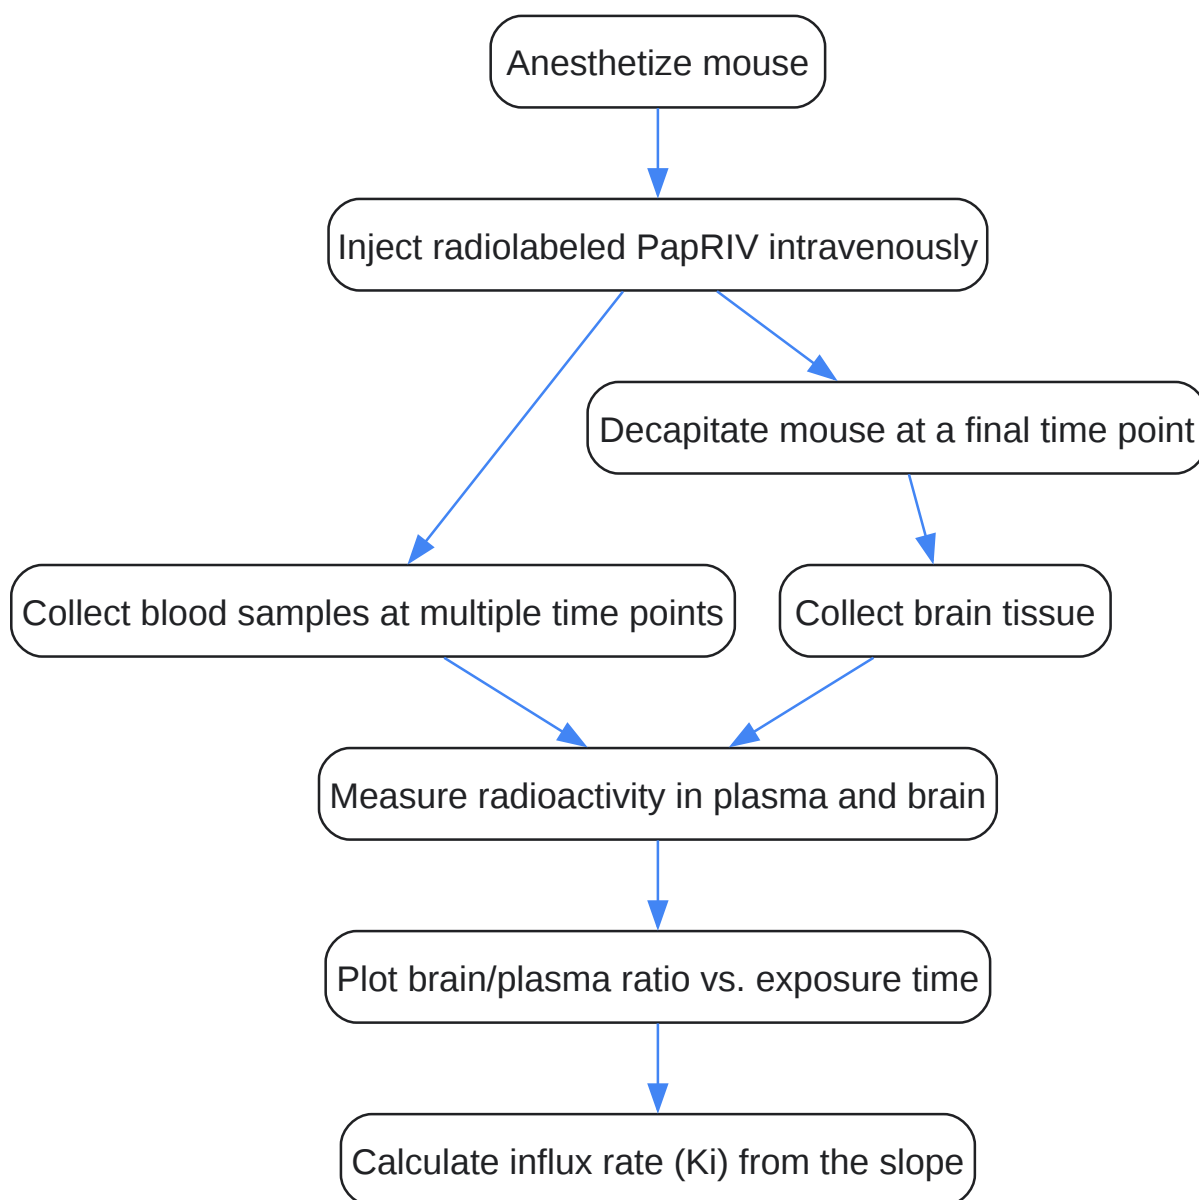 Anesthetize mouse
Inject radiolabeled PapRIV intravenously
Decapitate mouse at a final time point
Collect blood samples at multiple time points
Collect brain tissue
Measure radioactivity in plasma and brain
Plot brain/plasma ratio vs. exposure time
Calculate influx rate (Ki) from the slope